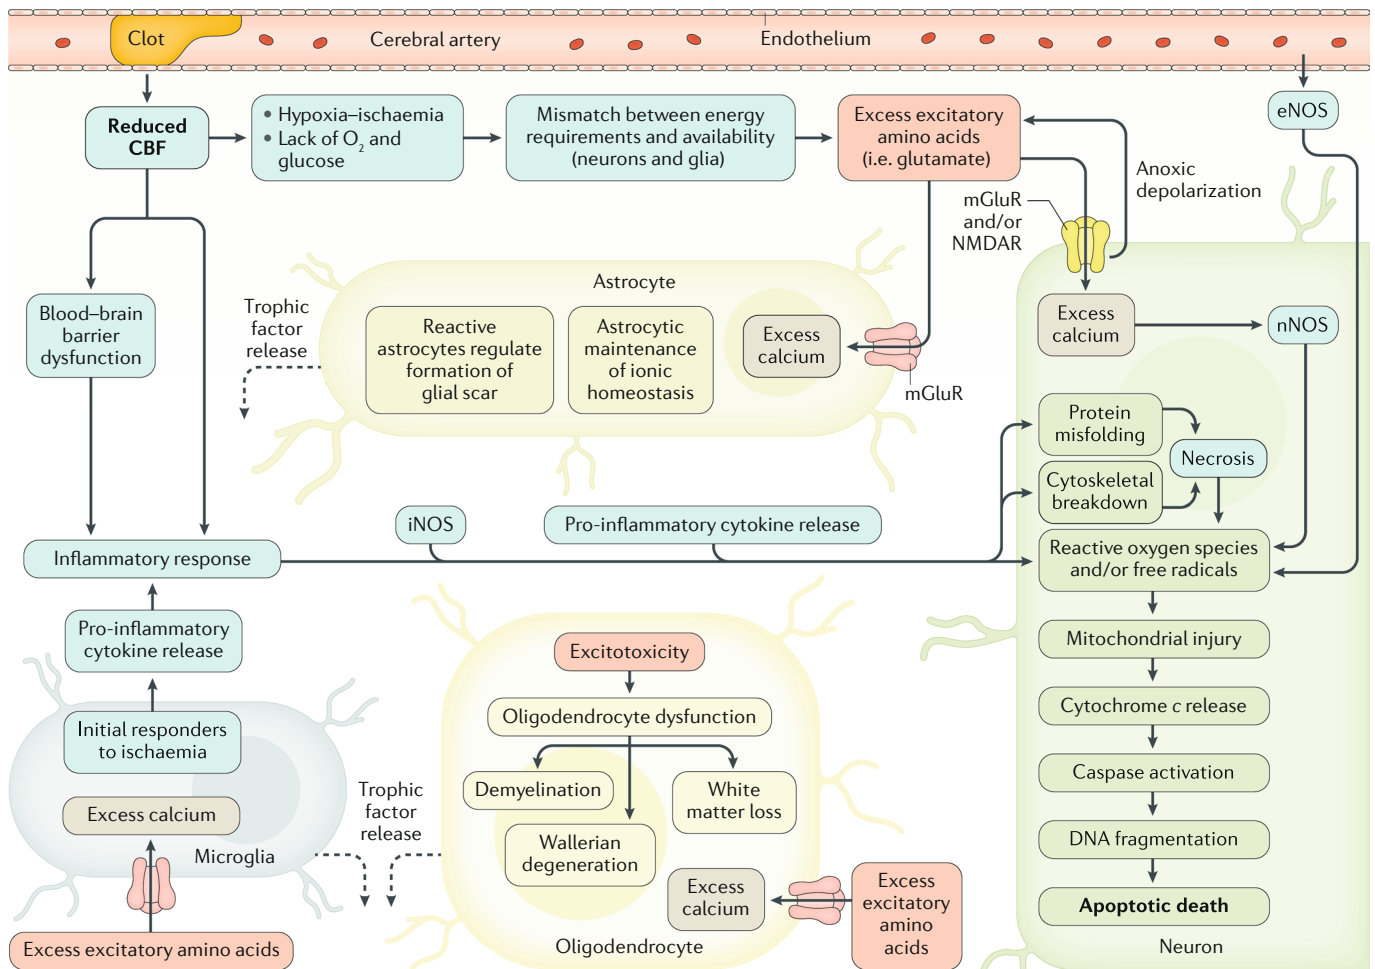 Clot
Cerebral artery
Endothelium
Reduced
CBF
• Hypoxia–ischaemia
• Lack of O2 and
glucose
Mismatch between energy
requirements and availability
(neurons and glia)
Excess excitatory
amino acids
(i.e. glutamate)
eNOS
Anoxic
depolarization
mGluR
and/or
NMDAR
Blood–brain
barrier
dysfunction
Trophic
factor
release
Astrocyte
Reactive
astrocytes regulate
formation of
glial scar
Astrocytic
maintenance
of ionic
homeostasis
Excess
calcium
mGluR
Excess
calcium
nNOS
Protein
misfolding
Necrosis
Cytoskeletal
breakdown
iNOS
Pro-inflammatory cytokine release
Inflammatory response
Reactive oxygen species
and/or free radicals
Pro-inflammatory
cytokine release
Initial responders
to ischaemia
Excess calcium
Microglia
Excess excitatory amino acids
Trophic
factor
release
Excitotoxicity
Oligodendrocyte dysfunction
Demyelination
White
matter loss
Wallerian
degeneration
Excess
calcium
Excess
excitatory
amino
acids
Oligodendrocyte
Mitochondrial injury
Cytochrome c release
Caspase activation
DNA fragmentation
Apoptotic death
Neuron